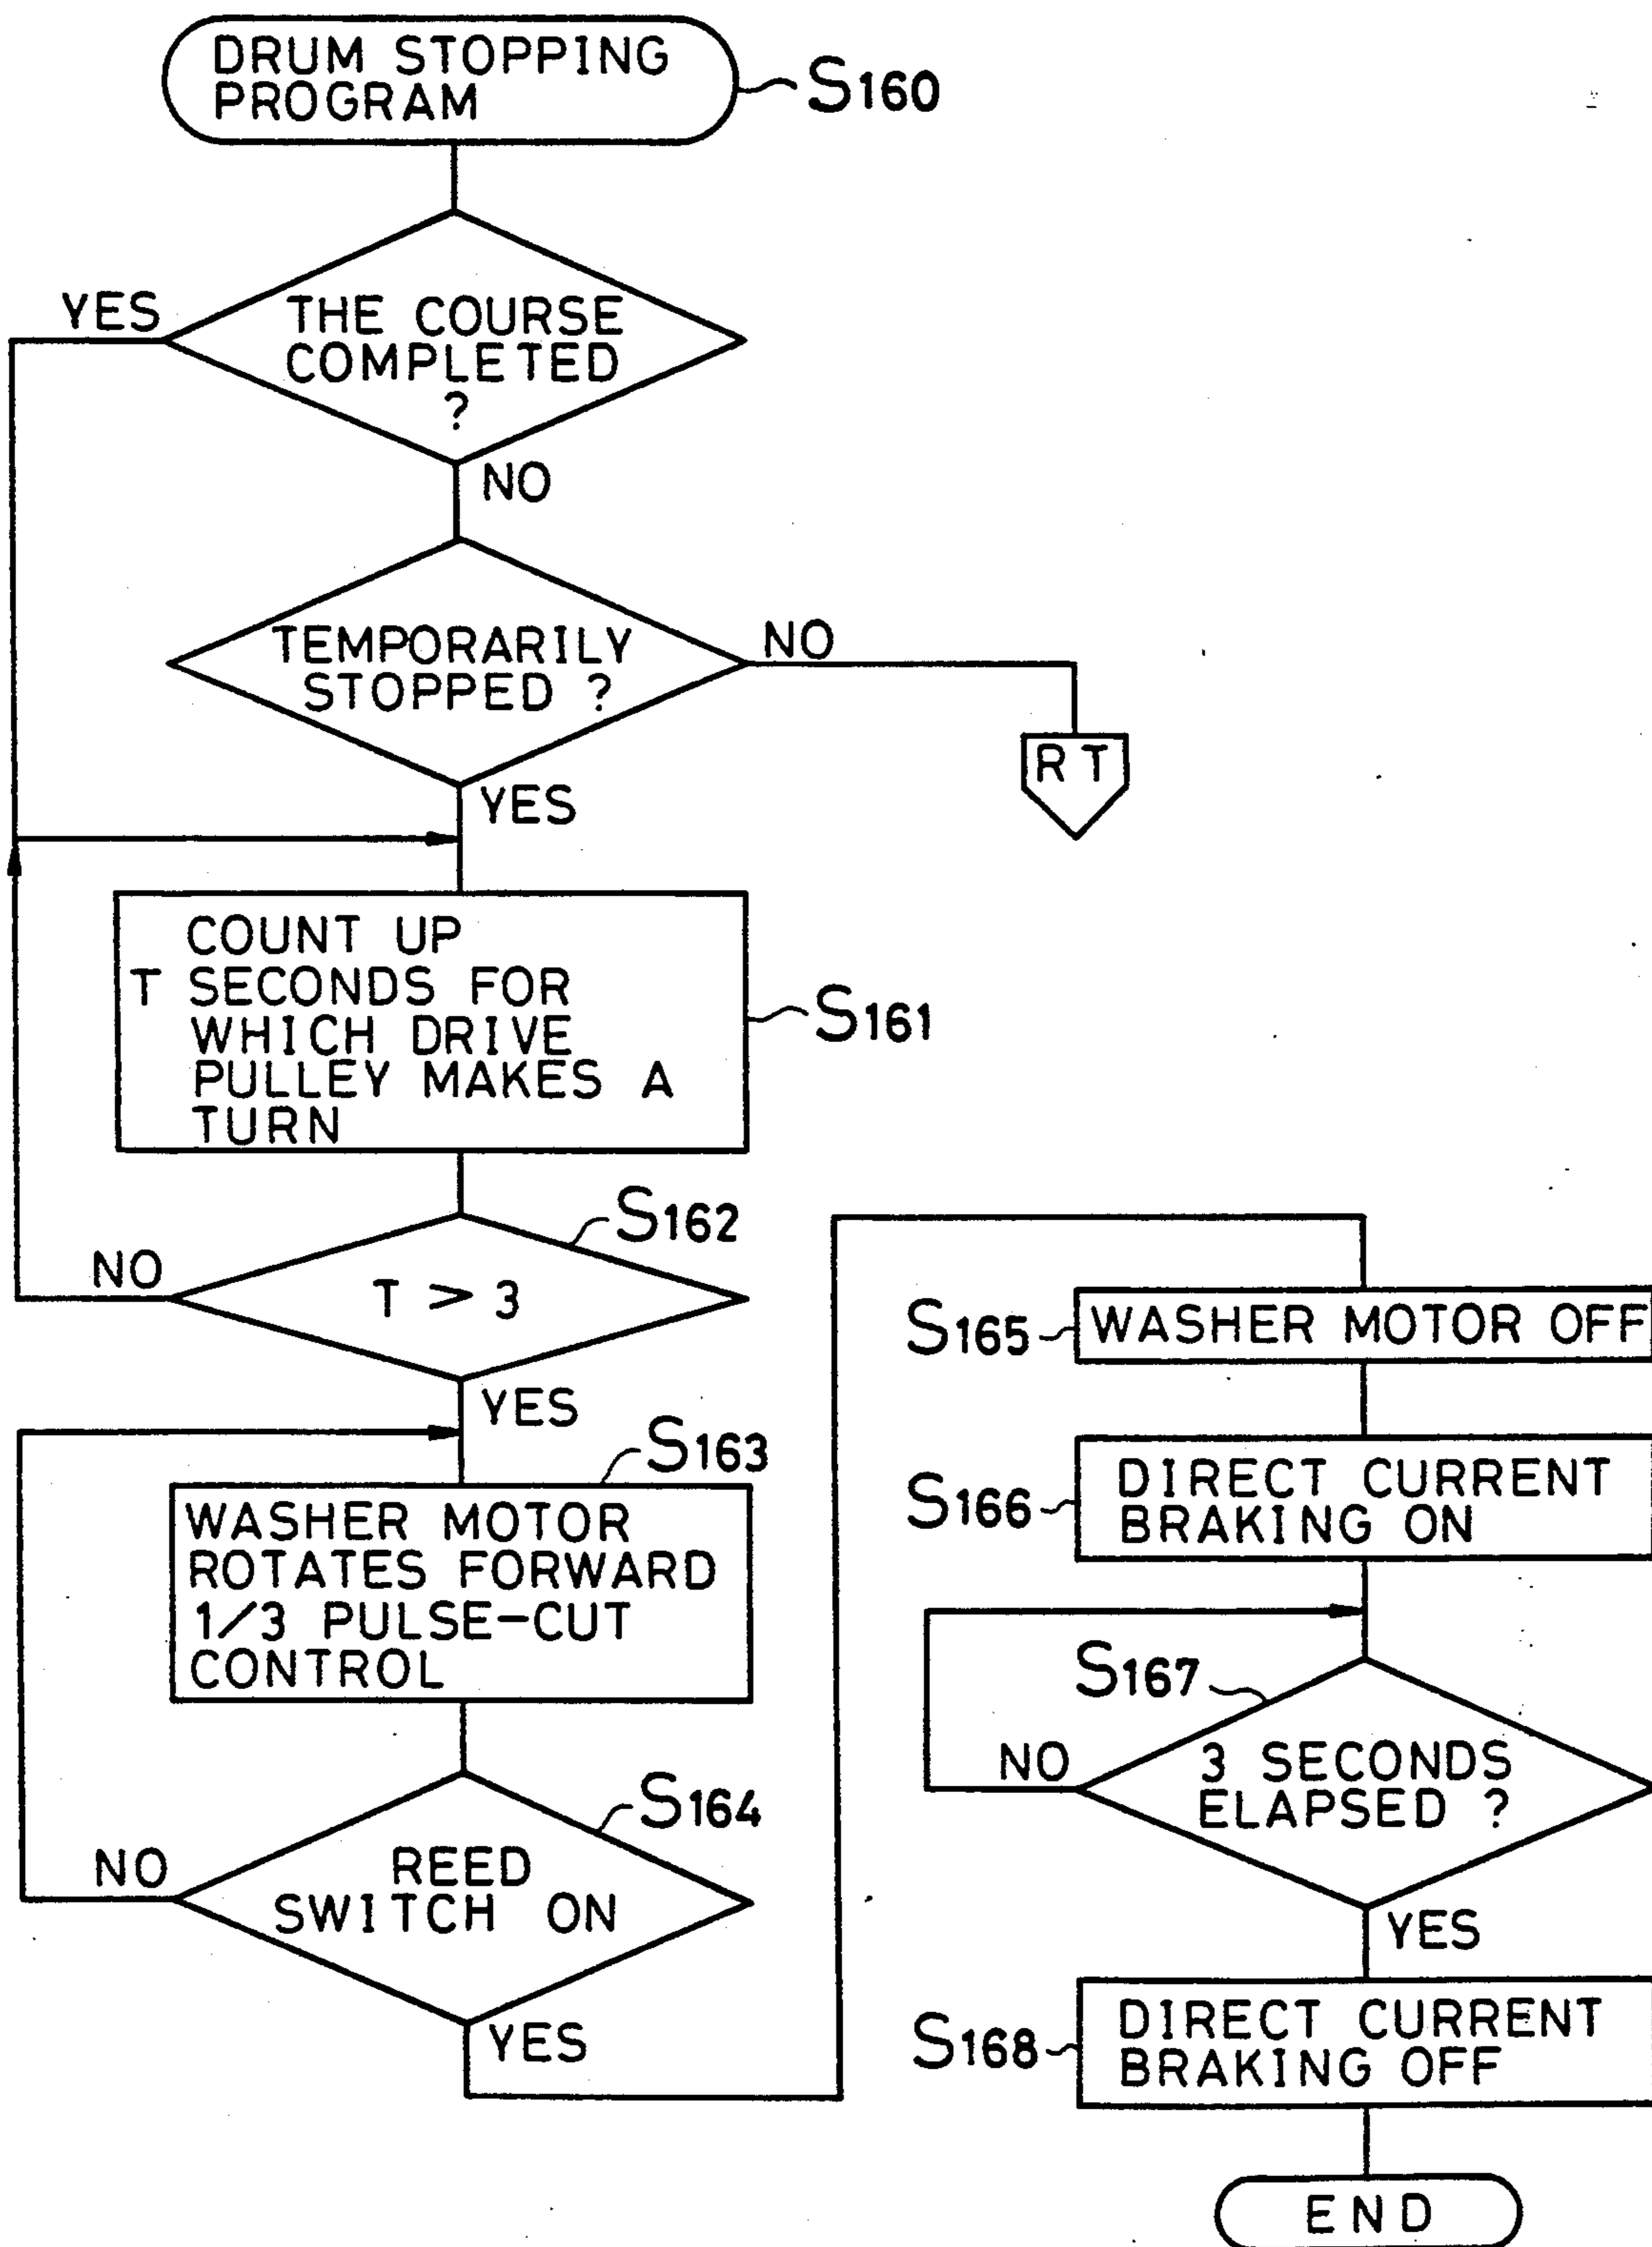 DRUM STOPPING
PROGRAM
S160
YES
THE COURSE
COMPLETED
?
NO
TEMPORARILY
STOPPED ?
NO
RT
YES
COUNT UP
T SECONDS FOR
WHICH DRIVE
PULLEY MAKES A
TURN
S161
S162
NO
T > 3
YES
S163
WASHER MOTOR
ROTATES FORWARD
1/3 PULSE-CUT
CONTROL
S164
NO
REED
SWITCH ON
YES
S165
WASHER MOTOR OFF
S166
DIRECT CURRENT
BRAKING ON
S167
NO
3 SECONDS
ELAPSED ?
YES
S168
DIRECT CURRENT
BRAKING OFF
END